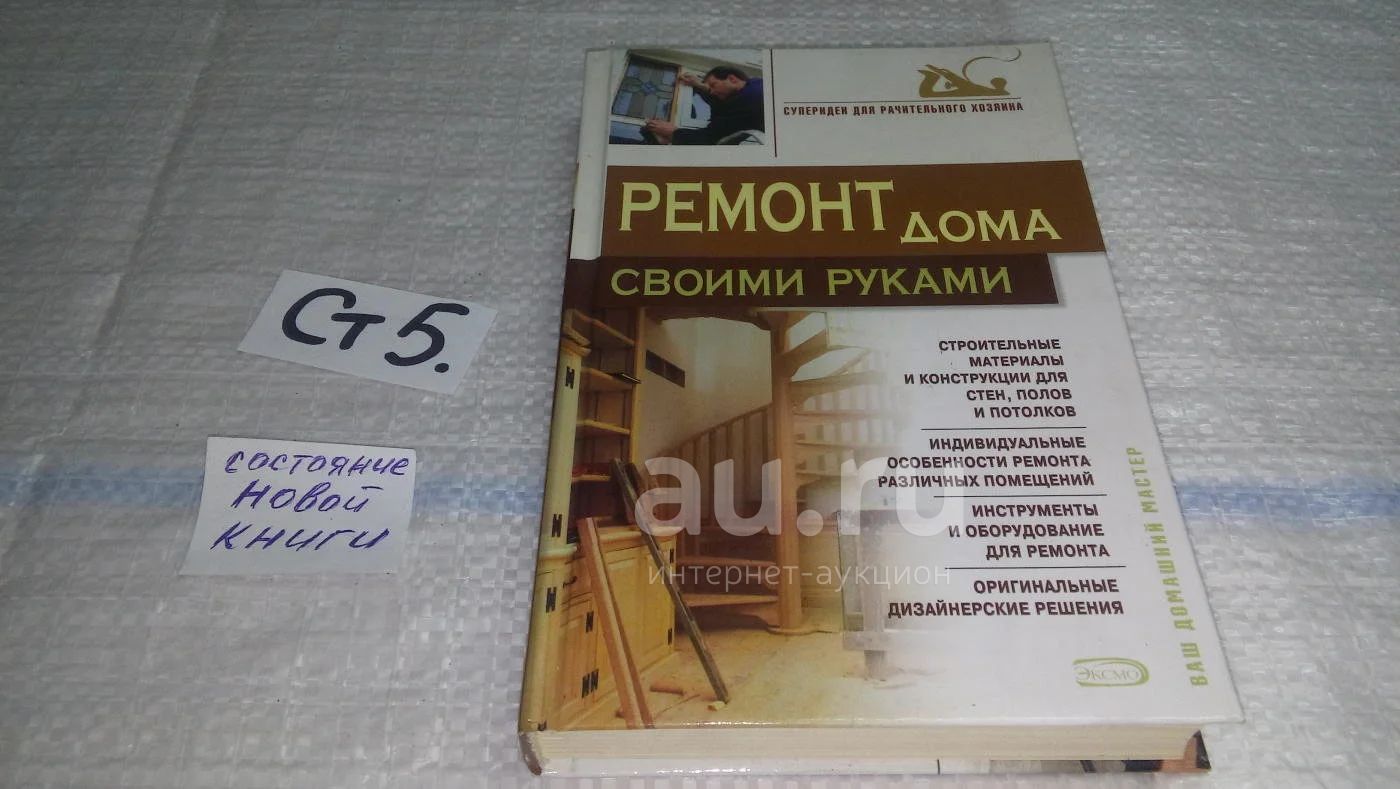 СУПЕРИДЕИ ДЛЯ РАЧИТЕЛЬНОГО ХОЗЯИНА
РЕМОНТ ДОМА
СВОИМИ РУКАМИ
Ст 5.
состояние
новой
книги
СТРОИТЕЛЬНЫЕ
МАТЕРИАЛЫ
И КОНСТРУКЦИИ ДЛЯ
СТЕН, ПОЛОВ
И ПОТОЛКОВ
ИНДИВИДУАЛЬНЫЕ
ОСОБЕННОСТИ РЕМОНТА
РАЗЛИЧНЫХ ПОМЕЩЕНИЙ
ИНСТРУМЕНТЫ
И ОБОРУДОВАНИЕ
ДЛЯ РЕМОНТА
ОРИГИНАЛЬНЫЕ
ДИЗАЙНЕРСКИЕ РЕШЕНИЯ
ЭКСМО
ВАШ ДОМАШНИЙ МАСТЕР
au.ru
интернет-аукцион